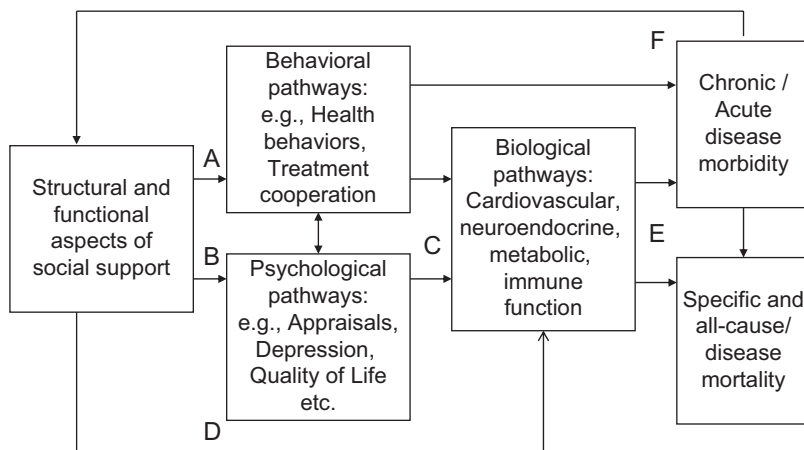 F
Behavioral
pathways:
e.g., Health
behaviors,
Treatment
cooperation
Chronic /
Acute
disease
morbidity
A
Structural and
functional
aspects of
social support
Biological
pathways:
Cardiovascular,
neuroendocrine,
metabolic,
immune
function
B
C
E
Psychological
pathways:
e.g., Appraisals,
Depression,
Quality of Life
etc.
Specific and
all-cause/
disease
mortality
D